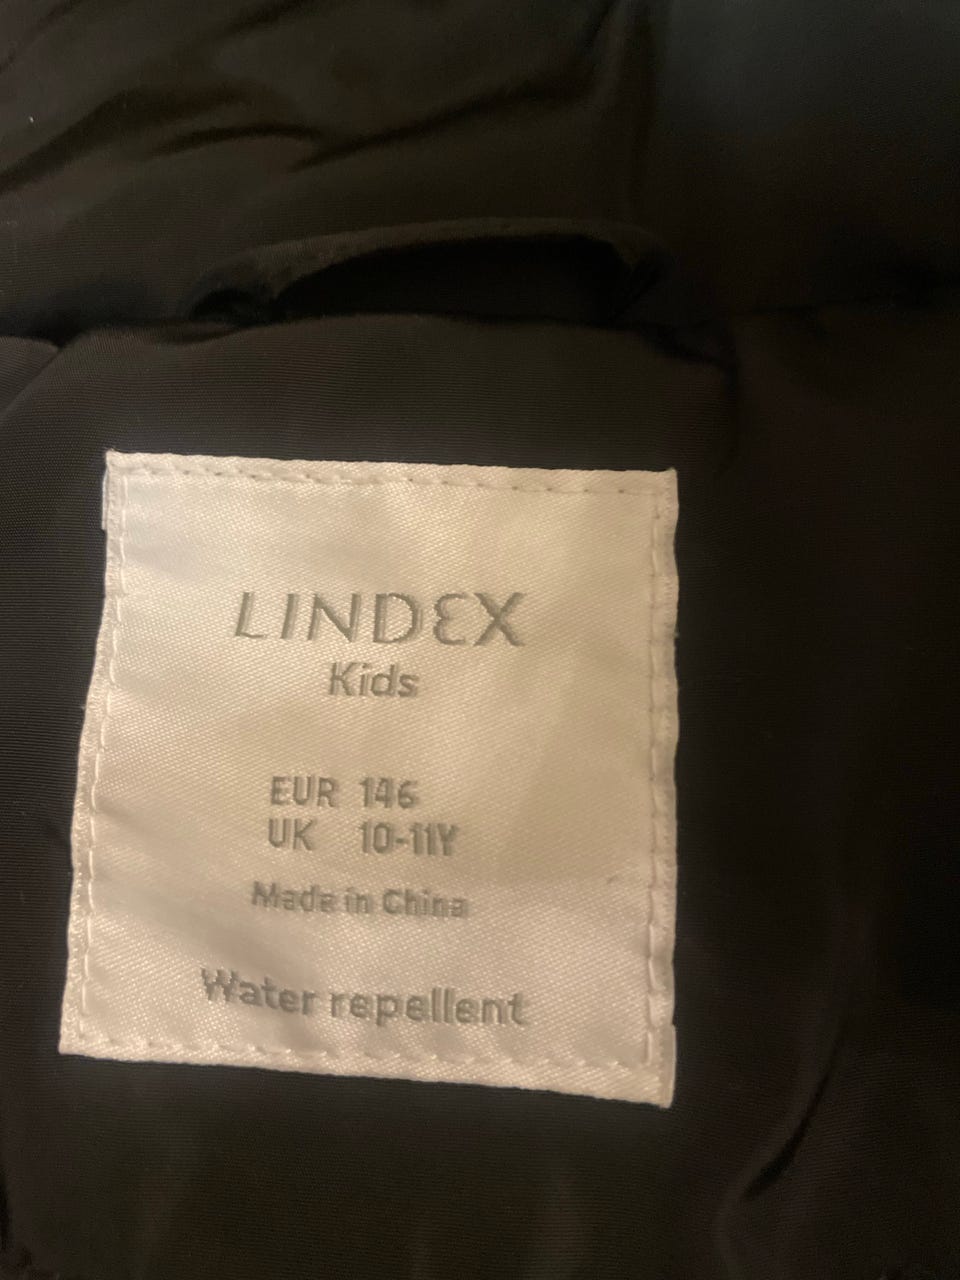 LINDEX
Kids
EUR 146
UK 10-11Y
Made in China
Water repellent